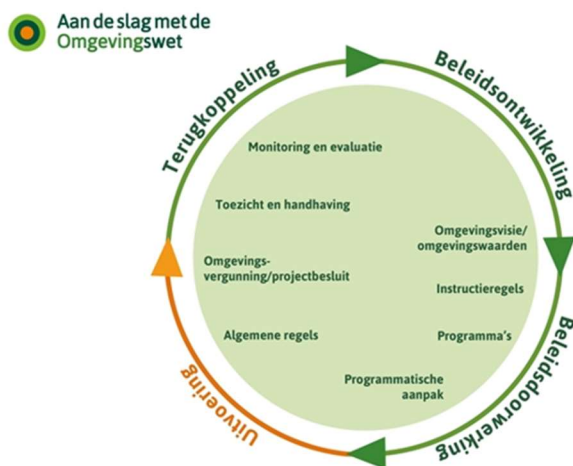 Aan de slag met de
Omgevingswet
Terugkoppeling
Beleidsontwikkeling
Monitoring en evaluatie
Toezicht en handhaving
Omgevingsvisie/
omgevingswaarden
Omgevings-
vergunning/projectbesluit
Instructieregels
Algemene regels
Programma's
Programmatische
aanpak
Uitvoering
Beleidsdoorwerking